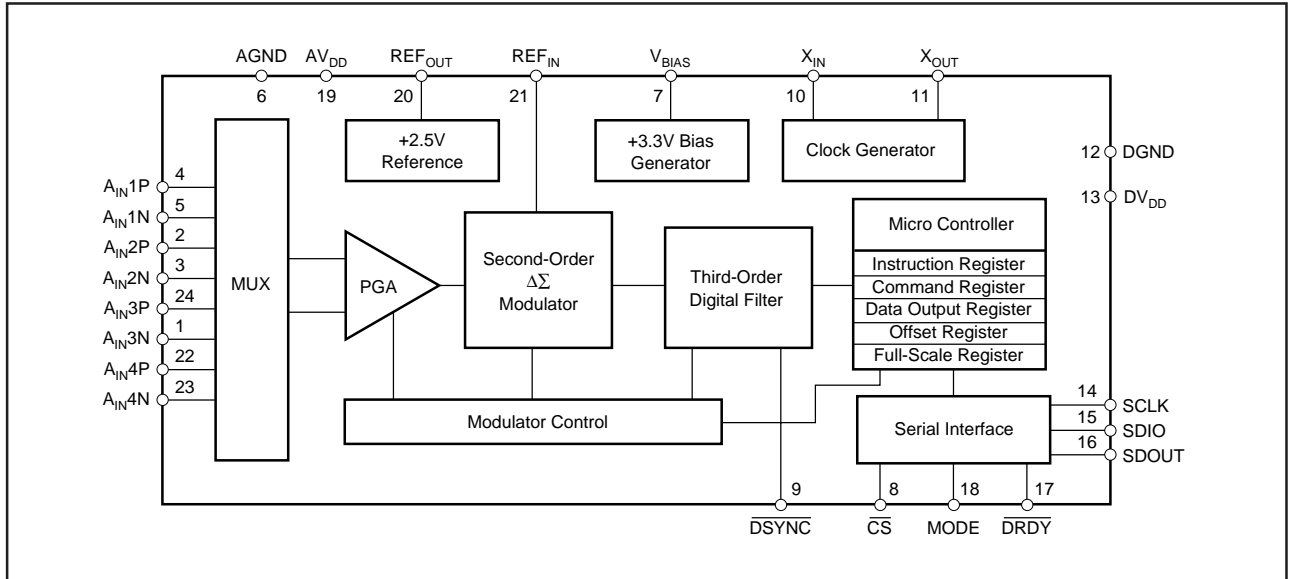 AGND AVDD REFOUT REFIN VBIAS XIN XOUT
6 19 20 21 7 10 11
+2.5V
Reference
+3.3V Bias
Generator
Clock Generator
12 DGND
13 DVDD
AIN1P 4
AIN1N 5
AIN2P 2
AIN2N 3
AIN3P 24
AIN3N 1
AIN4P 22
AIN4N 23
MUX
PGA
Second-Order
ΔΣ
Modulator
Third-Order
Digital Filter
Micro Controller
Instruction Register
Command Register
Data Output Register
Offset Register
Full-Scale Register
Modulator Control
Serial Interface
14 SCLK
15 SDIO
16 SDOUT
9 8 18 17
DSYNC CS MODE DRDY